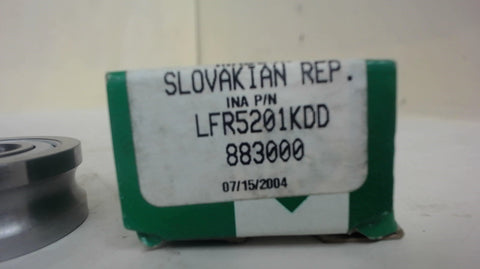 SLOVAKIAN REP.
INA P/N
LFR5201KDD
883000
07/15/2004